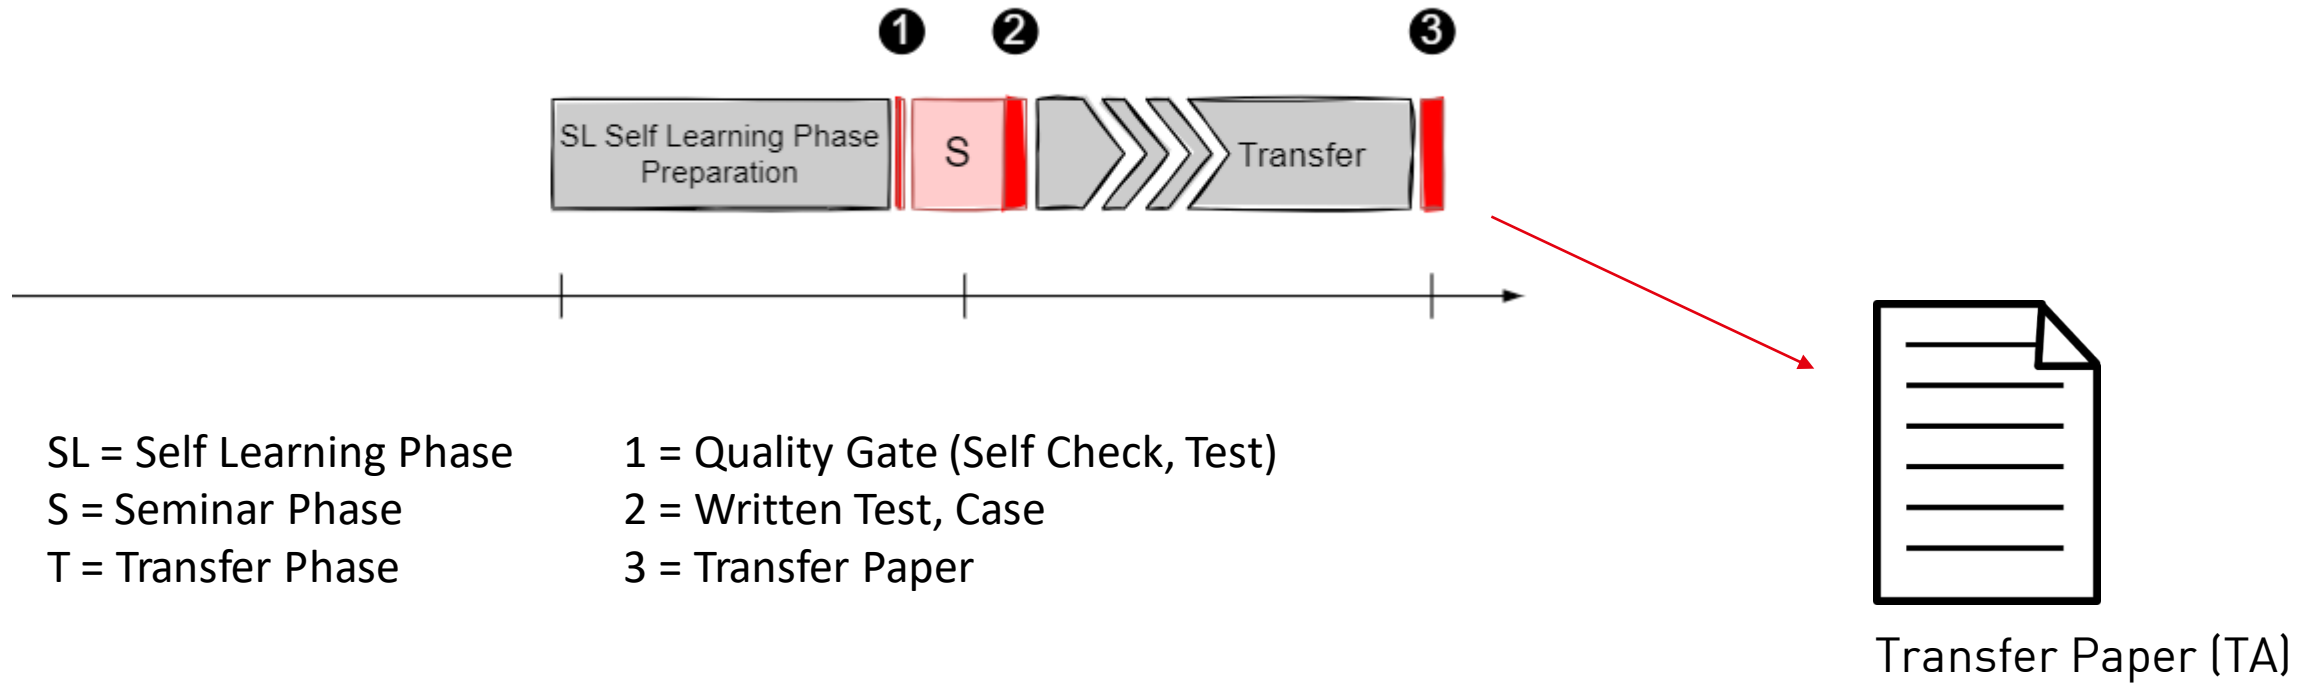 1 2 3
SL Self Learning Phase
Preparation
S
Transfer
SL = Self Learning Phase
S = Seminar Phase
T = Transfer Phase
1 = Quality Gate (Self Check, Test)
2 = Written Test, Case
3 = Transfer Paper
Transfer Paper (TA)